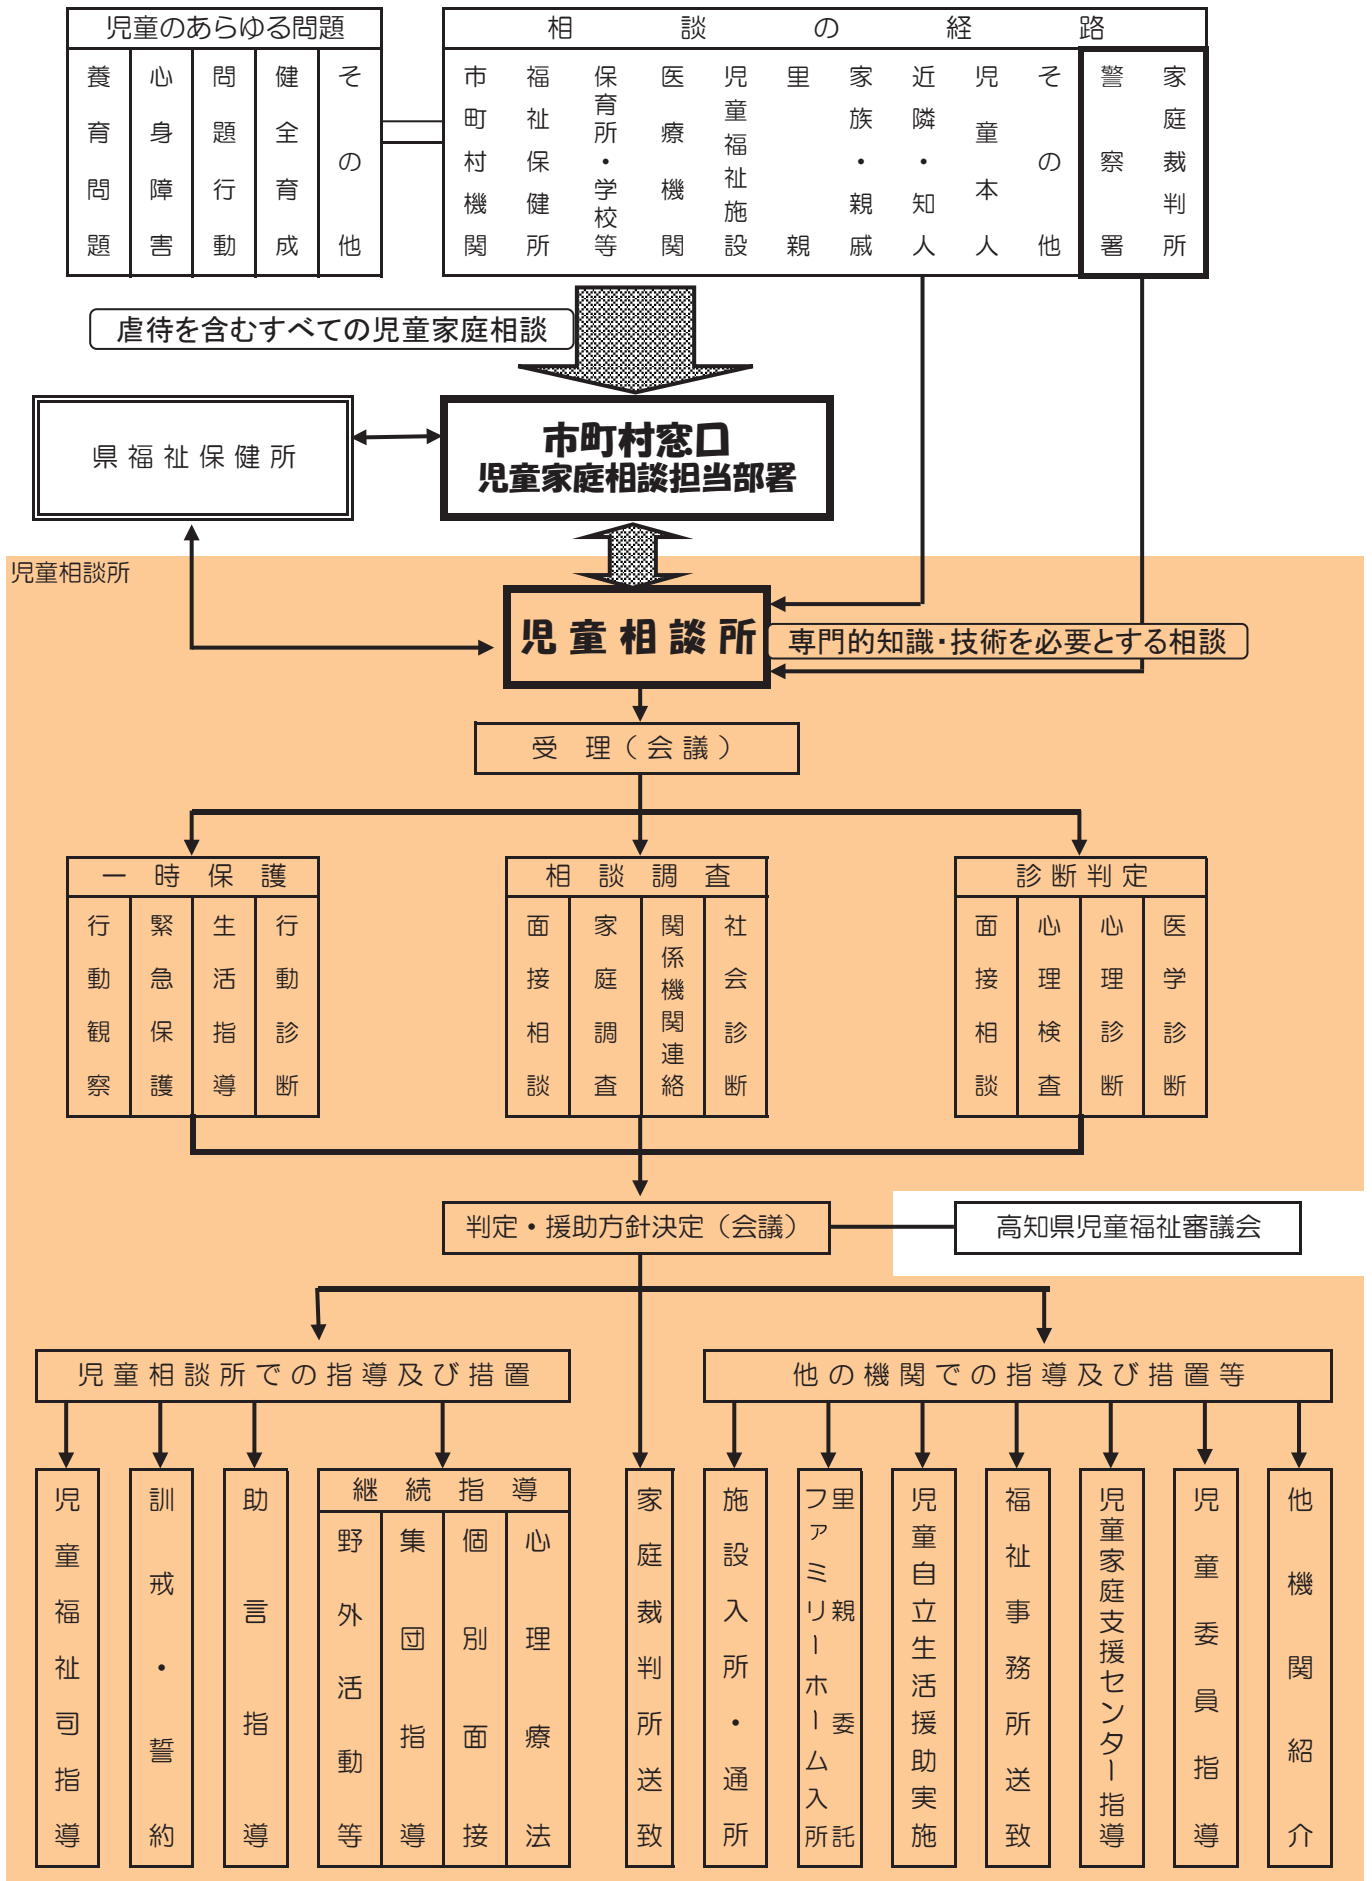 児童のあらゆる問題
養育問題
心身障害
問題行動
健全育成
その他
相談の経路
市町村機関
福祉保健所
保育所・学校等
医療機関
児童福祉施設
里親
家族・親戚
近隣・知人
児童本人
その他
警察署
家庭裁判所
虐待を含むすべての児童家庭相談
県福祉保健所
市町村窓口
児童家庭相談担当部署
児童相談所
児童相談所
専門的知識・技術を必要とする相談
受 理（会議）
一時保護
行動観察
緊急保護
生活指導
行動診断
相談調査
面接相談
家庭調査
関係機関連絡
社会診断
診断判定
面接相談
心理検査
心理診断
医学診断
判定・援助方針決定（会議）
高知県児童福祉審議会
児童相談所での指導及び措置
他の機関での指導及び措置等
児童福祉司指導
訓戒・誓約
助言指導
継続指導
野外活動等
集団指導
個別面接
心理療法
家庭裁判所送致
施設入所・通所
里親委託
ファミリーホーム入所
児童自立生活援助実施
福祉事務所送致
児童家庭支援センター指導
児童委員指導
他機関紹介